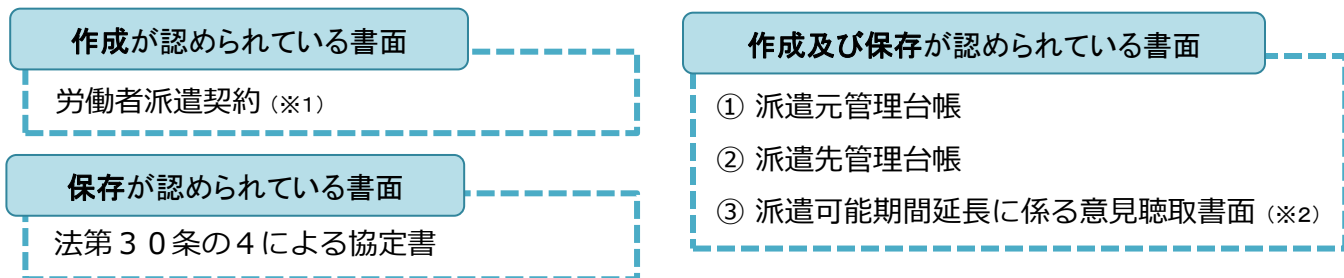 作成が認められている書面
労働者派遣契約（※1）
保存が認められている書面
法第３０条の４による協定書
作成及び保存が認められている書面
① 派遣元管理台帳
② 派遣先管理台帳
③ 派遣可能期間延長に係る意見聴取書面（※2）